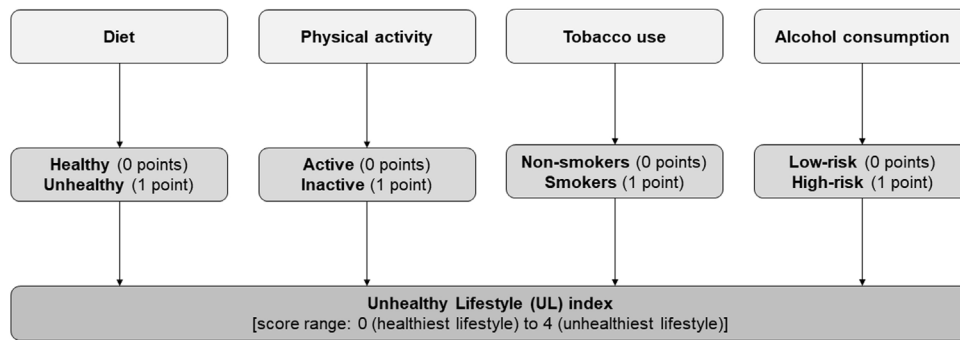 Diet
Physical activity
Tobacco use
Alcohol consumption
Healthy (0 points)
Unhealthy (1 point)
Active (0 points)
Inactive (1 point)
Non-smokers (0 points)
Smokers (1 point)
Low-risk (0 points)
High-risk (1 point)
Unhealthy Lifestyle (UL) index
[score range: 0 (healthiest lifestyle) to 4 (unhealthiest lifestyle)]